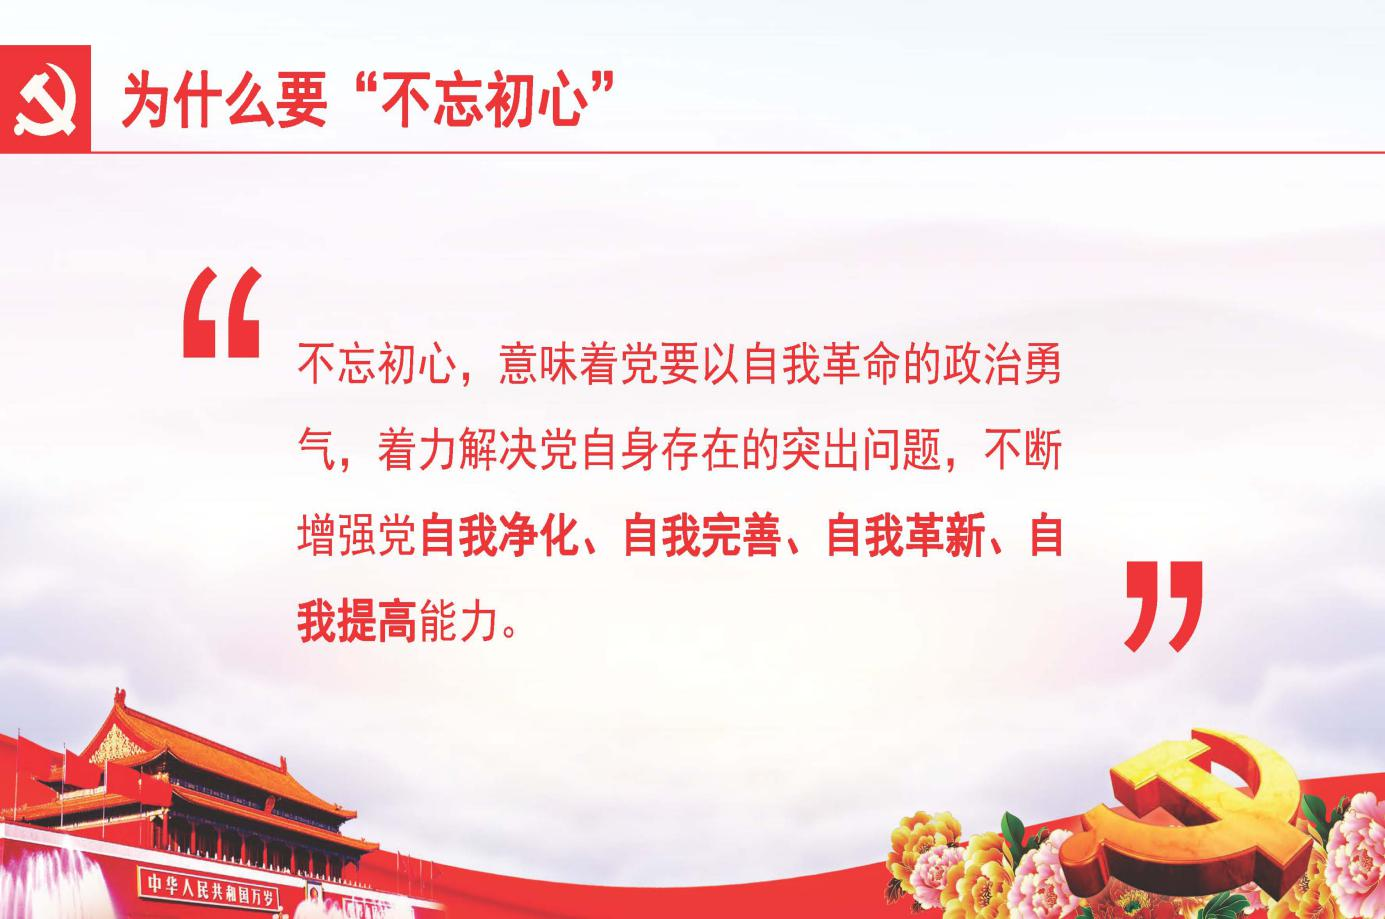 为什么要“不忘初心”
“
不忘初心，意味着党要以自我革命的政治勇
气，着力解决党自身存在的突出问题，不断
增强党自我净化、自我完善、自我革新、自
我提高能力。
”
中华人民共和国万岁